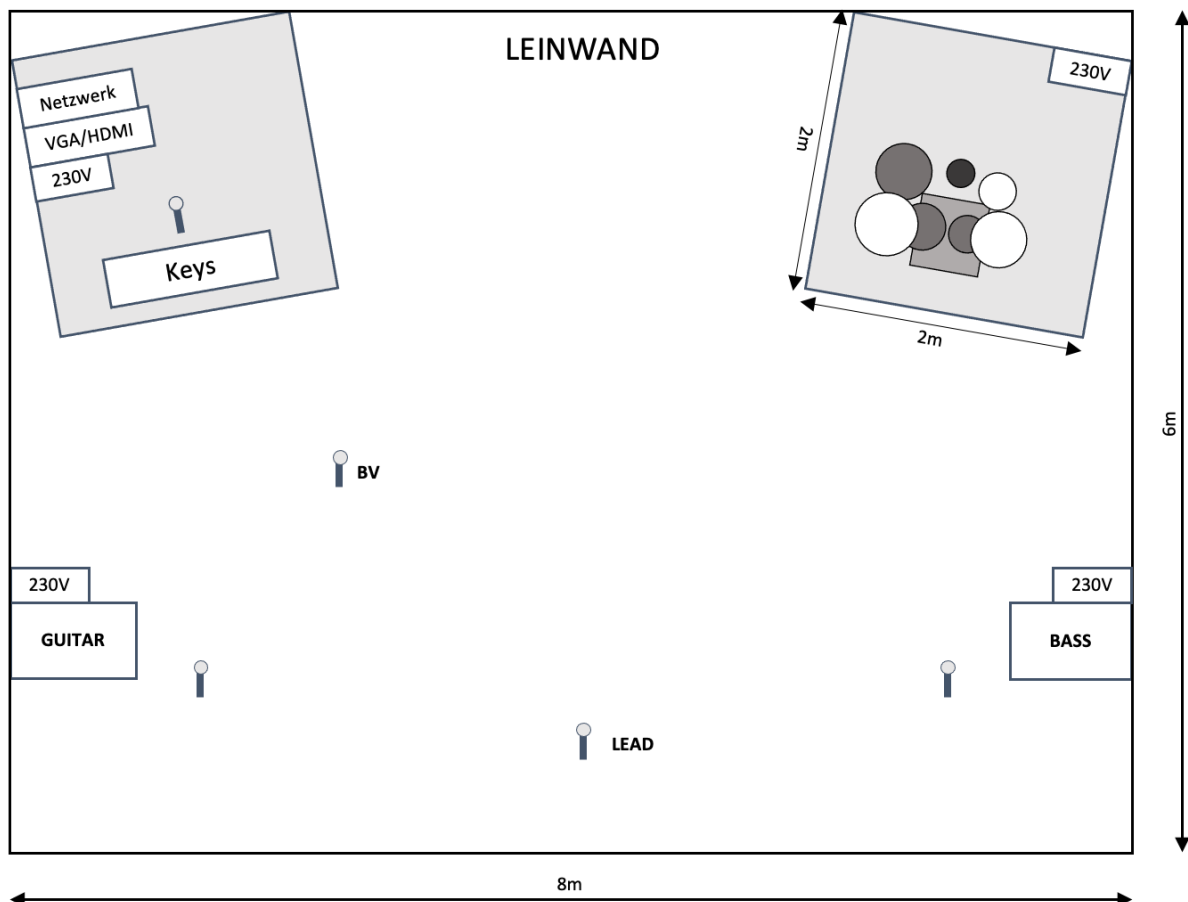 LEINWAND
Netzwerk
VGA/HDMI
230V
Keys
230V
2m
2m
6m
BV
230V
GUITAR
230V
BASS
LEAD
8m